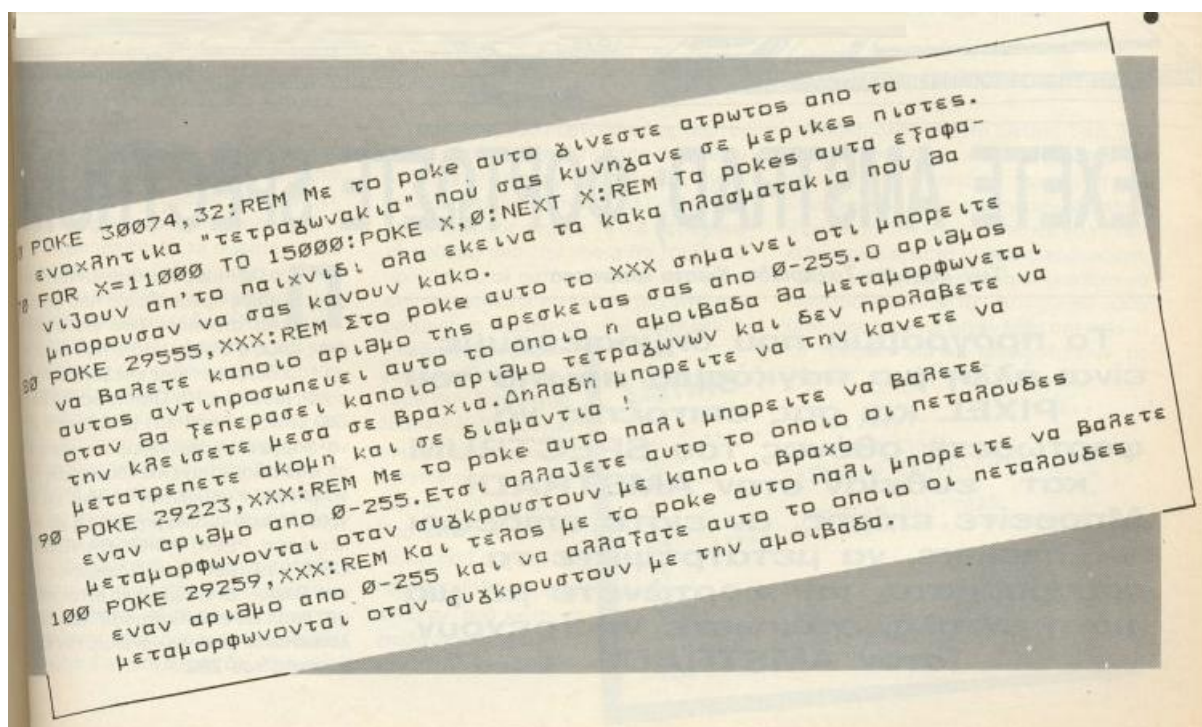 0 POKE 30074,32:REM Με το poke αυτο γινεστε ατρωτος απο τα
ενοχλητικα "τετραγωνακια" που σας κυνηγανε σε μερικες πιστες.
70 FOR X=11000 TO 15000:POKE X,0:NEXT X:REM Τα pokes αυτα εξαφα-
νιζουν απ'το παιχνιδι ολα εκεινα τα κακα πλασματακια που θα
μπορουσαν να σας κανουν κακο.
80 POKE 29555,XXX:REM Στο poke αυτο το XXX σημαινει οτι μπορειτε
να βαλετε καποιο αριθμο της αρεσκειας σας απο 0-255.Ο αριθμος
αυτος αντιπροσωπευει αυτο το οποιο η αμοιβαδα θα μεταμορφωνεται
οταν θα ξεπερασει καποιο αριθμο τετραγωνων και δεν προλαβετε να
την κλεισετε μεσα σε βραχια.Δηλαδη μπορειτε να την κανετε να
μετατρεπετε ακομη και σε διαμαντια !
90 POKE 29223,XXX:REM Με το poke αυτο παλι μπορειτε να βαλετε
εναν αριθμο απο 0-255.Ετσι αλλαζετε αυτο το οποιο οι πεταλουδες
μεταμορφωνονται οταν συγκρουστουν με καποιο βραχο
100 POKE 29259,XXX:REM Και τελος με το poke αυτο παλι μπορειτε να βαλετε
εναν αριθμο απο 0-255 και να αλλαξατε αυτο το οποιο οι πεταλουδες
μεταμορφωνονται οταν συγκρουστουν με την αμοιβαδα.